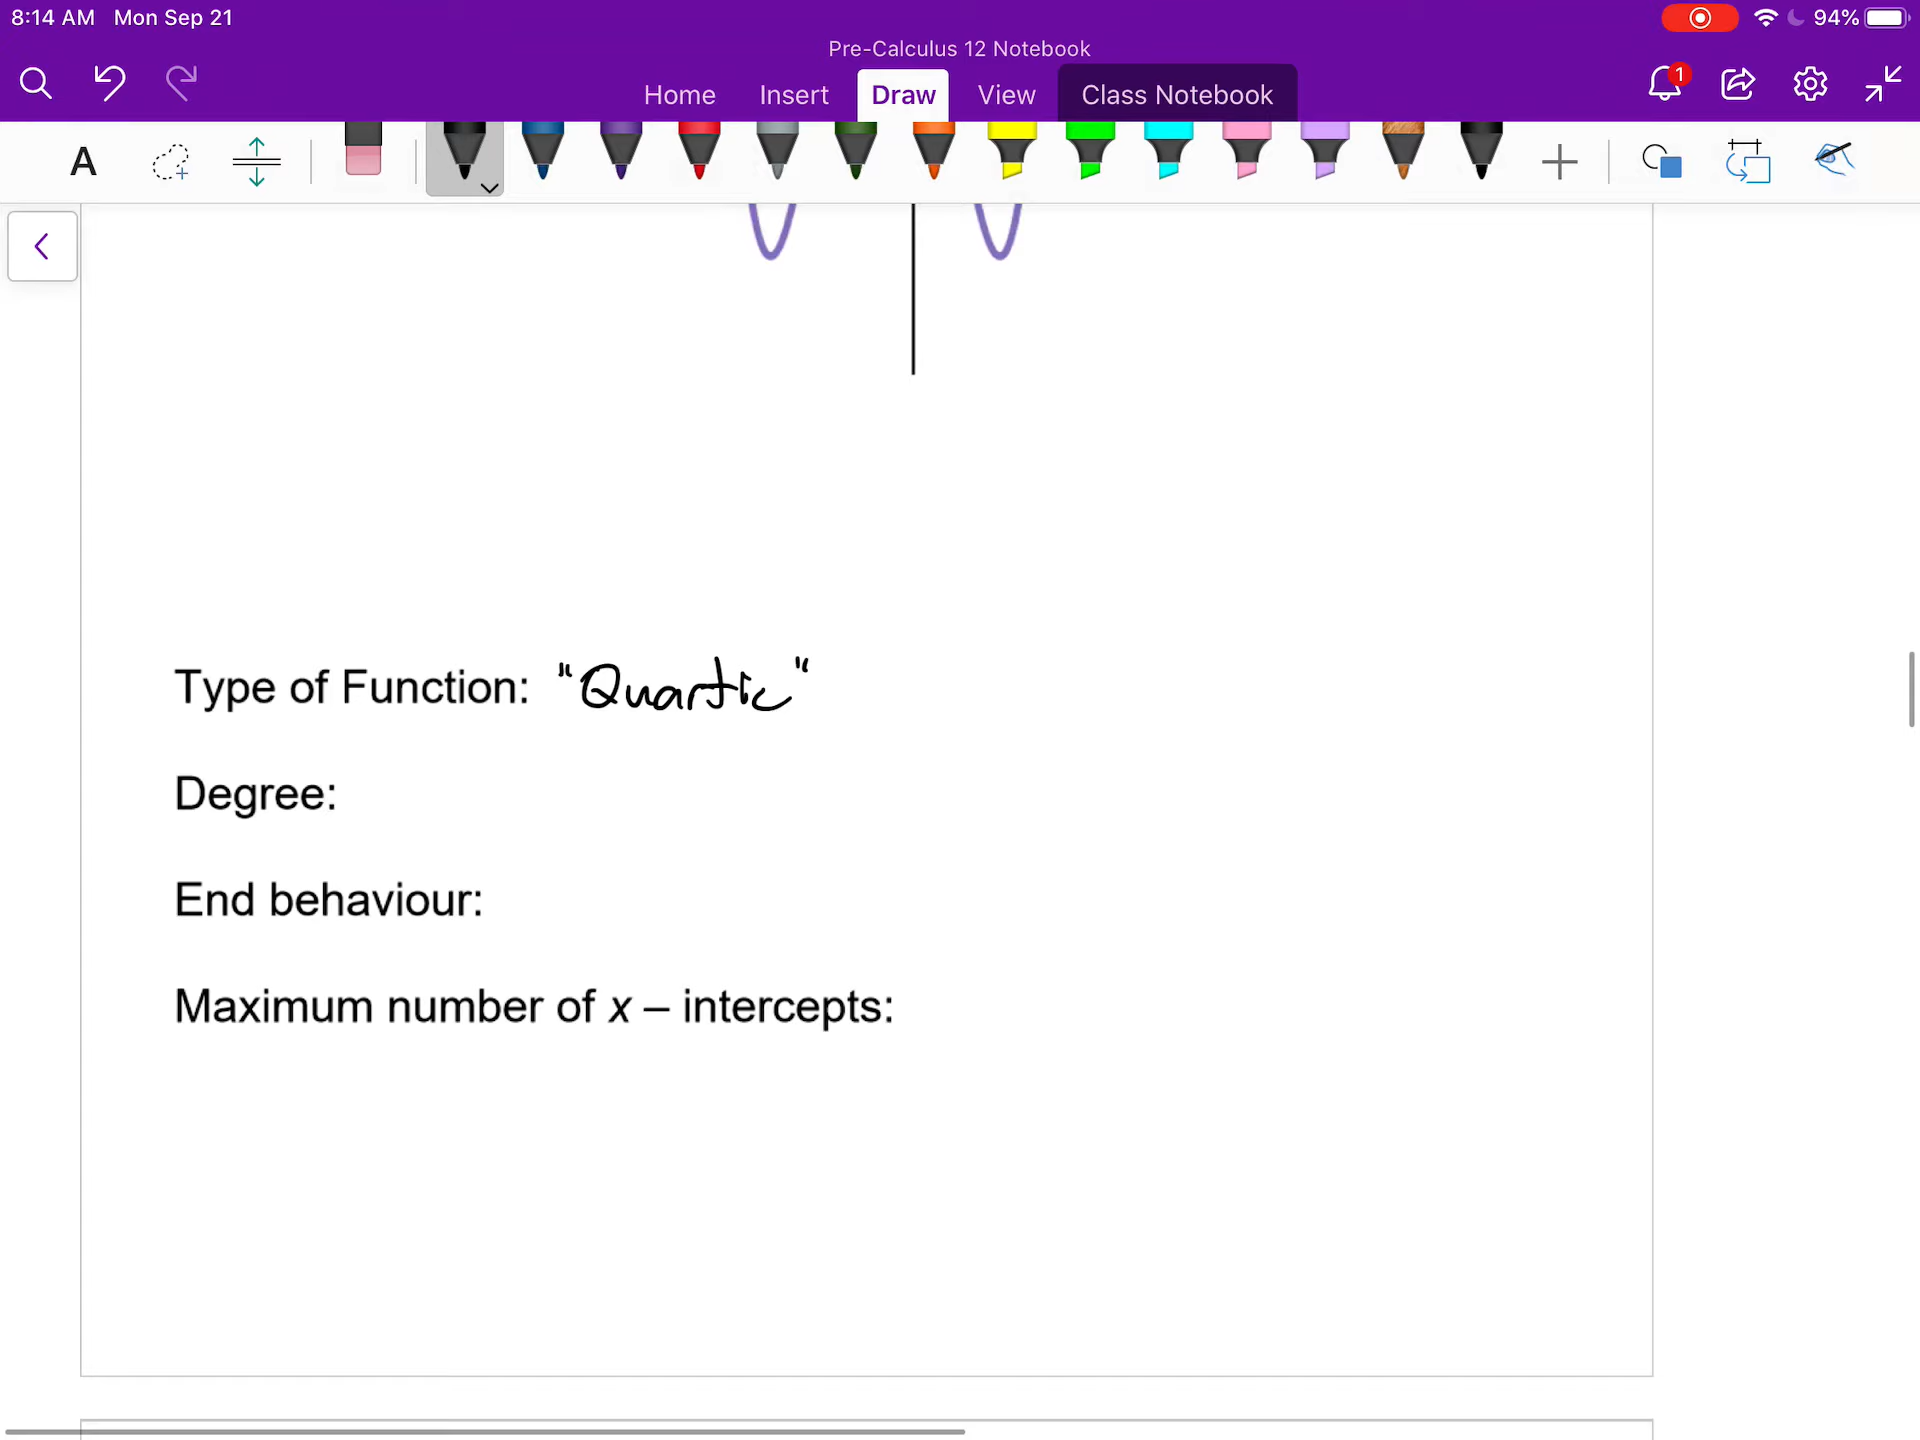 8:14 AM Mon Sep 21
94%
Pre-Calculus 12 Notebook
Home Insert Draw View Class Notebook
1
A
Type of Function: "Quartic"
Degree:
End behaviour:
Maximum number of x – intercepts: